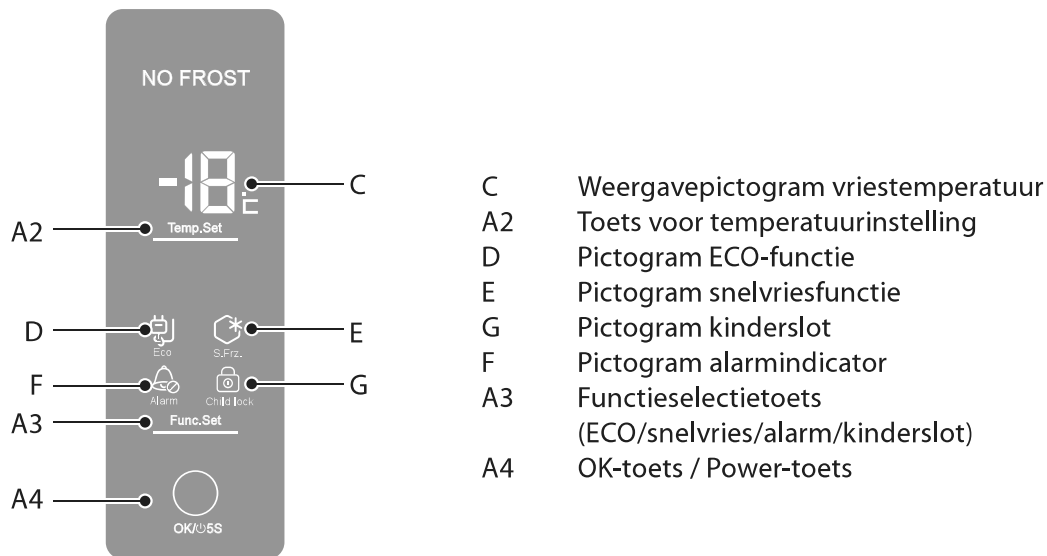 NO FROST
-18
C
C
A2
Temp.Set
D
Eco
S.Frz.
E
F
Alarm
Child lock
G
A3
Func.Set
A4
OK/⏻5S
C Weergavepictogram vriestemperatuur
A2 Toets voor temperatuurinstelling
D Pictogram ECO-functie
E Pictogram snelvriesfunctie
G Pictogram kinderslot
F Pictogram alarmindicator
A3 Functieselectietoets
(ECO/snelvries/alarm/kinderslot)
A4 OK-toets / Power-toets